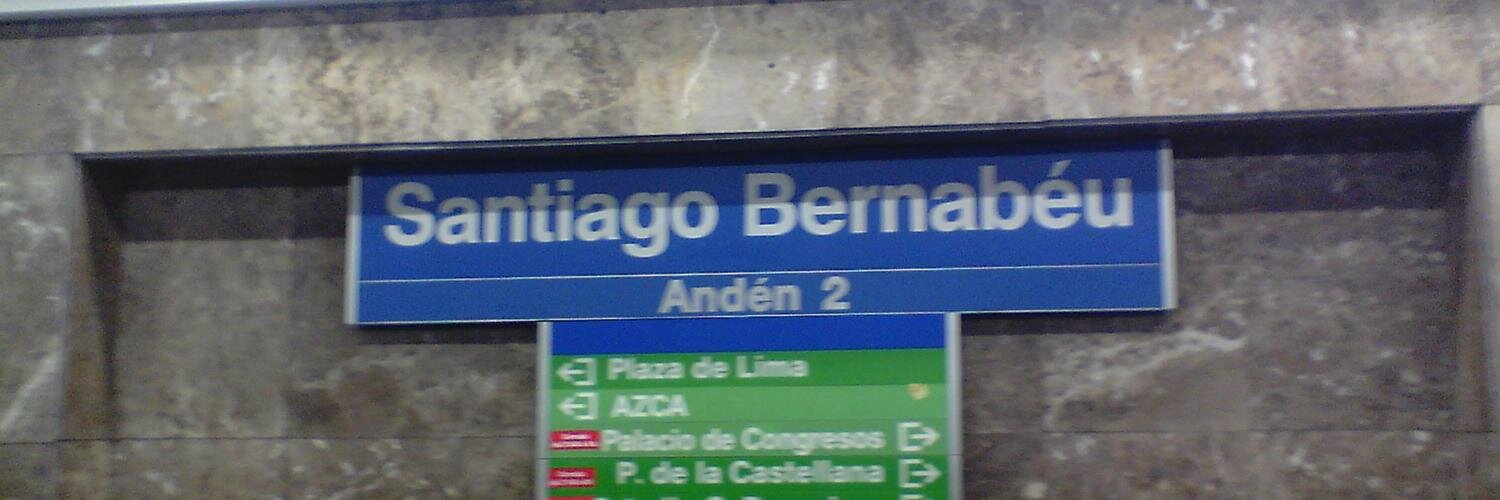 Santiago Bernabéu
Andén 2
Plaza de Lima
AZCA
Palacio de Congresos
P. de la Castellana